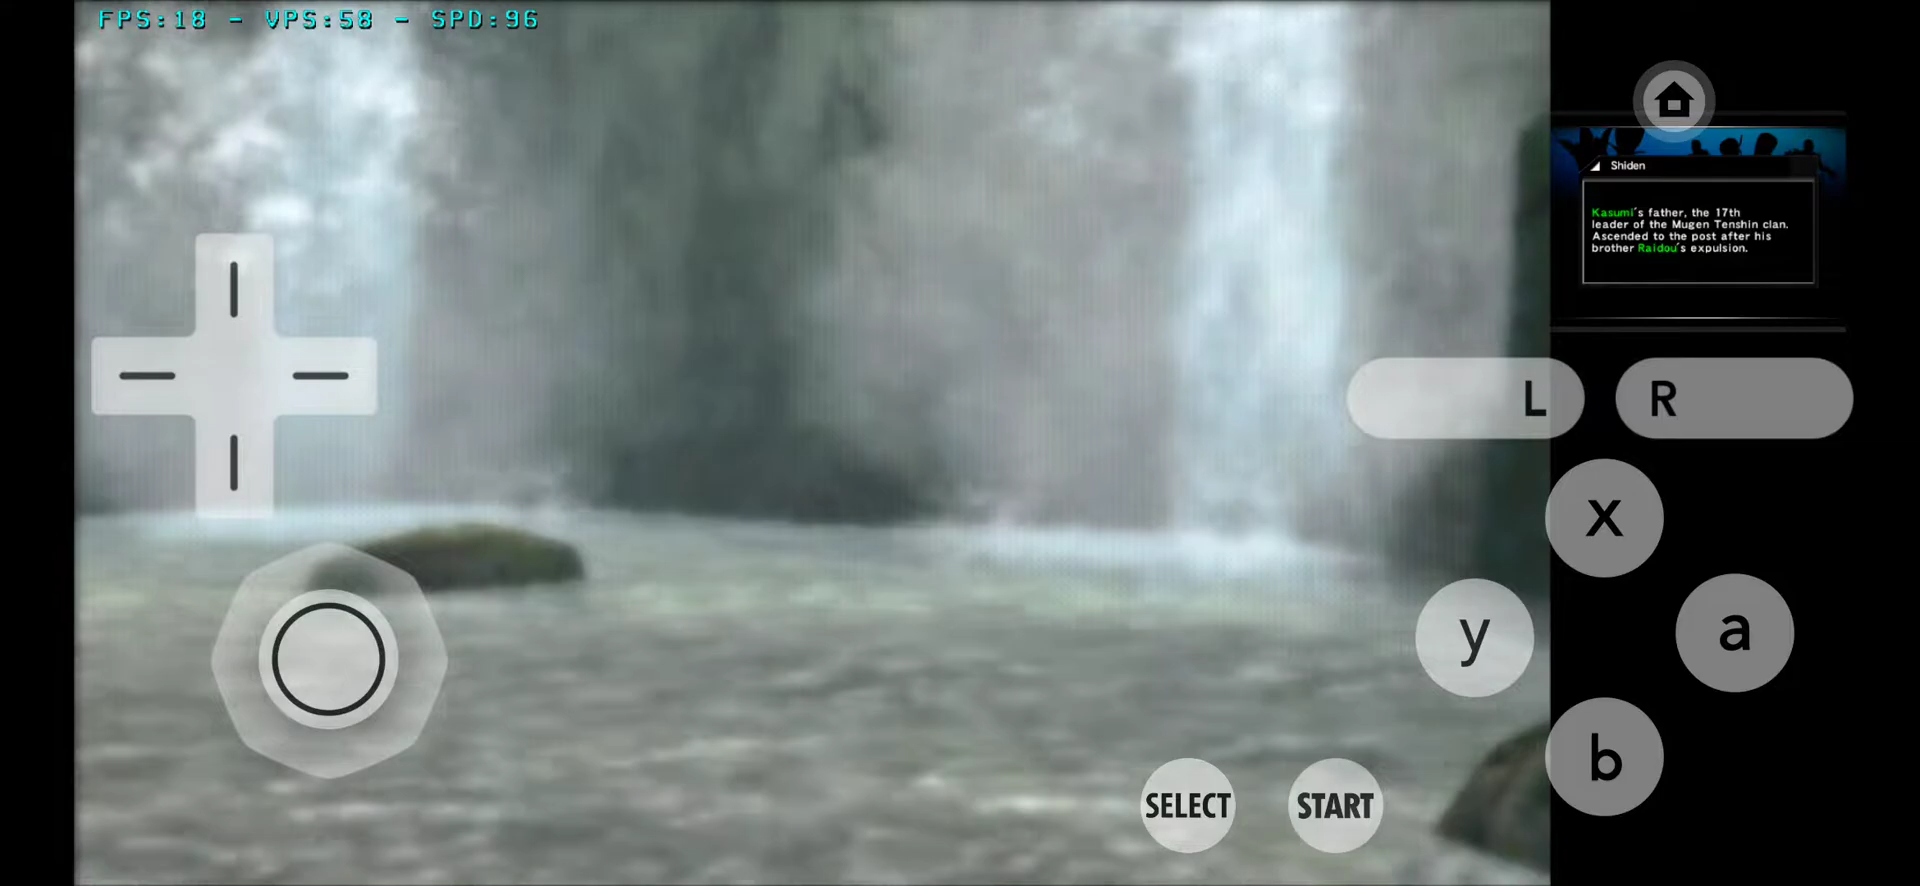 FPS:18 - VPS:58 - SPD:96
Shiden
Kasumi's father, the 17th
leader of the Mugen Tenshin clan.
Ascended to the post after his
brother Raidou's expulsion.
L
R
X
y
a
b
SELECT
START